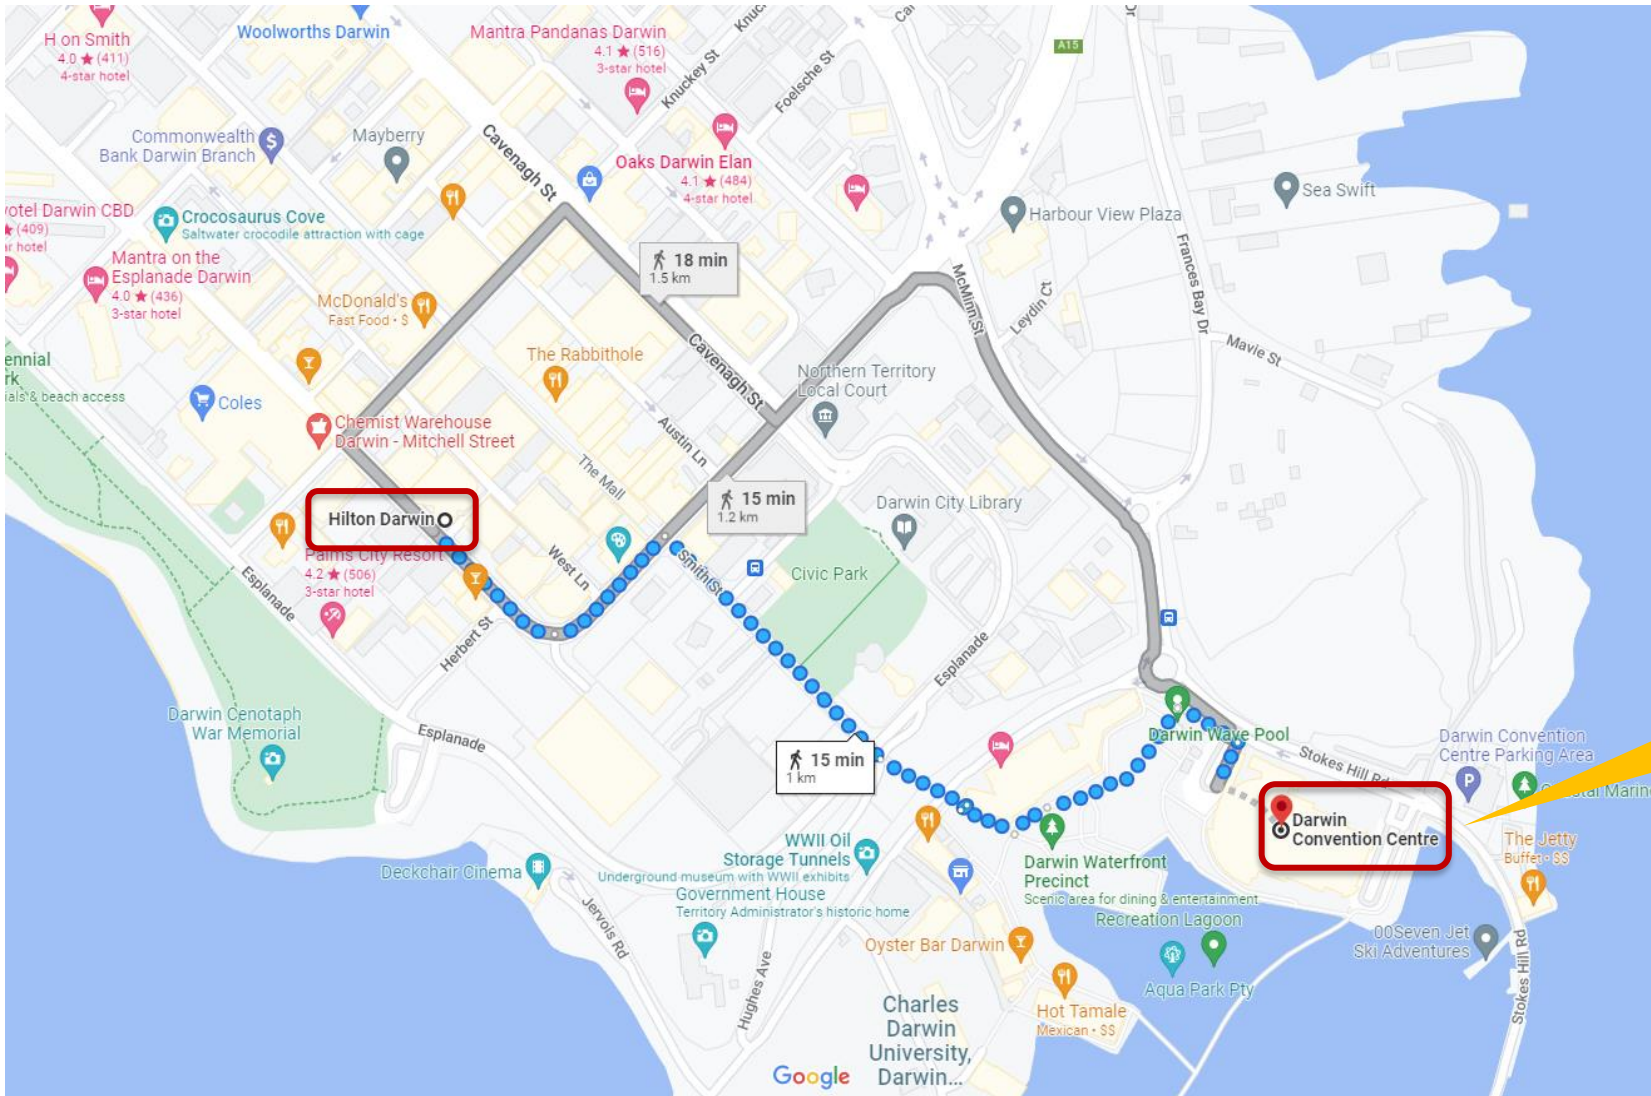 H on Smith
4.0 ★ (411)
4-star hotel
Woolworths Darwin
Mantra Pandanas Darwin
4.1 ★ (516)
3-star hotel
Knuckey St
Foelsche St
A15
Dr
Commonwealth
Bank Darwin Branch
Mayberry
Cavenagh St
Oaks Darwin Elan
4.1 ★ (484)
4-star hotel
Sea Swift
Harbour View Plaza
Darwin CBD
(409)
hotel
Crocosaurus Cove
Saltwater crocodile attraction with cage
Mantra on the
Esplanade Darwin
4.0 ★ (436)
3-star hotel
18 min
1.5 km
McMinn St
Leydin Ct
Frances Bay Dr
Mavie St
McDonald's
Fast Food · $
The Rabbithole
Cavenagh St
Northern Territory
Local Court
& beach access
Coles
Chemist Warehouse
Darwin - Mitchell Street
Austin Ln
The Mall
15 min
1.2 km
Darwin City Library
Hilton Darwin
Palms City Resort
4.2 ★ (506)
3-star hotel
West Ln
Smith St
Civic Park
Esplanade
Herbert St
Esplanade
Darwin Cenotaph
War Memorial
Esplanade
15 min
1 km
Darwin Wave Pool
Stokes Hill Rd
Darwin Convention
Centre Parking Area
P
Darwin
Convention Centre
The Jetty
Buffet · $$
WWII Oil
Storage Tunnels
Underground museum with WWII exhibits
Government House
Territory Administrator's historic home
Deckchair Cinema
Jervois Rd
Darwin Waterfront
Precinct
Scenic area for dining & entertainment
Recreation Lagoon
00Seven Jet
Ski Adventures
Oyster Bar Darwin
Aqua Park Pty
Hughes Ave
Hot Tamale
Mexican · $$
Stokes Hill Rd
Charles
Darwin
University,
Darwin...
Google